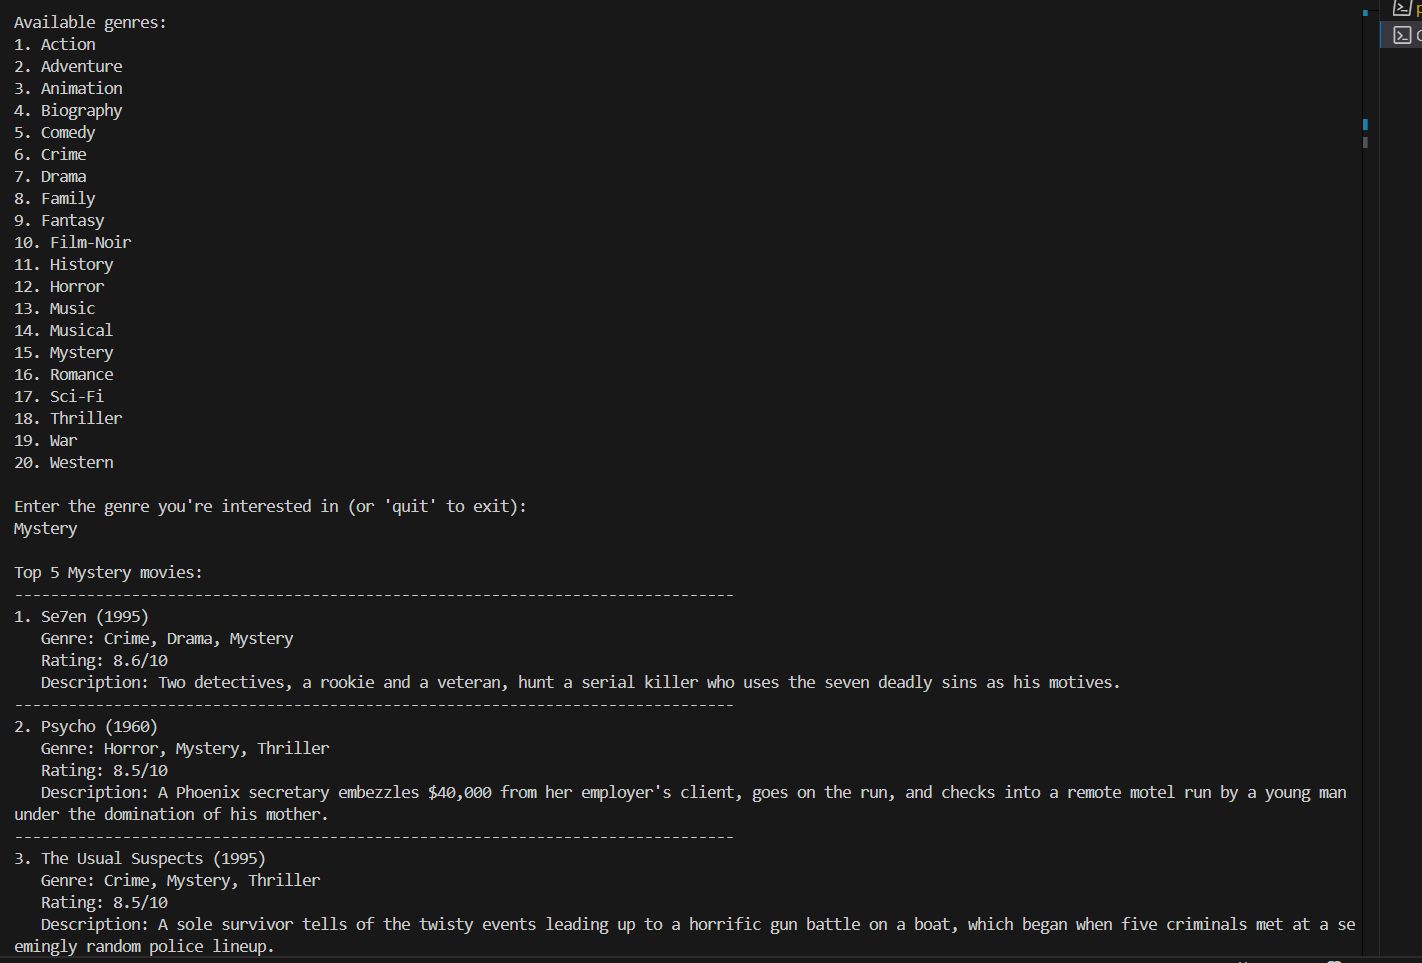 Available genres:
1. Action
2. Adventure
3. Animation
4. Biography
5. Comedy
6. Crime
7. Drama
8. Family
9. Fantasy
10. Film-Noir
11. History
12. Horror
13. Music
14. Musical
15. Mystery
16. Romance
17. Sci-Fi
18. Thriller
19. War
20. Western
Enter the genre you're interested in (or 'quit' to exit):
Mystery
Top 5 Mystery movies:
--------------------------------------------------------------------------------
1. Se7en (1995)
Genre: Crime, Drama, Mystery
Rating: 8.6/10
Description: Two detectives, a rookie and a veteran, hunt a serial killer who uses the seven deadly sins as his motives.
--------------------------------------------------------------------------------
2. Psycho (1960)
Genre: Horror, Mystery, Thriller
Rating: 8.5/10
Description: A Phoenix secretary embezzles $40,000 from her employer's client, goes on the run, and checks into a remote motel run by a young man
under the domination of his mother.
--------------------------------------------------------------------------------
3. The Usual Suspects (1995)
Genre: Crime, Mystery, Thriller
Rating: 8.5/10
Description: A sole survivor tells of the twisty events leading up to a horrific gun battle on a boat, which began when five criminals met at a se
emingly random police lineup.